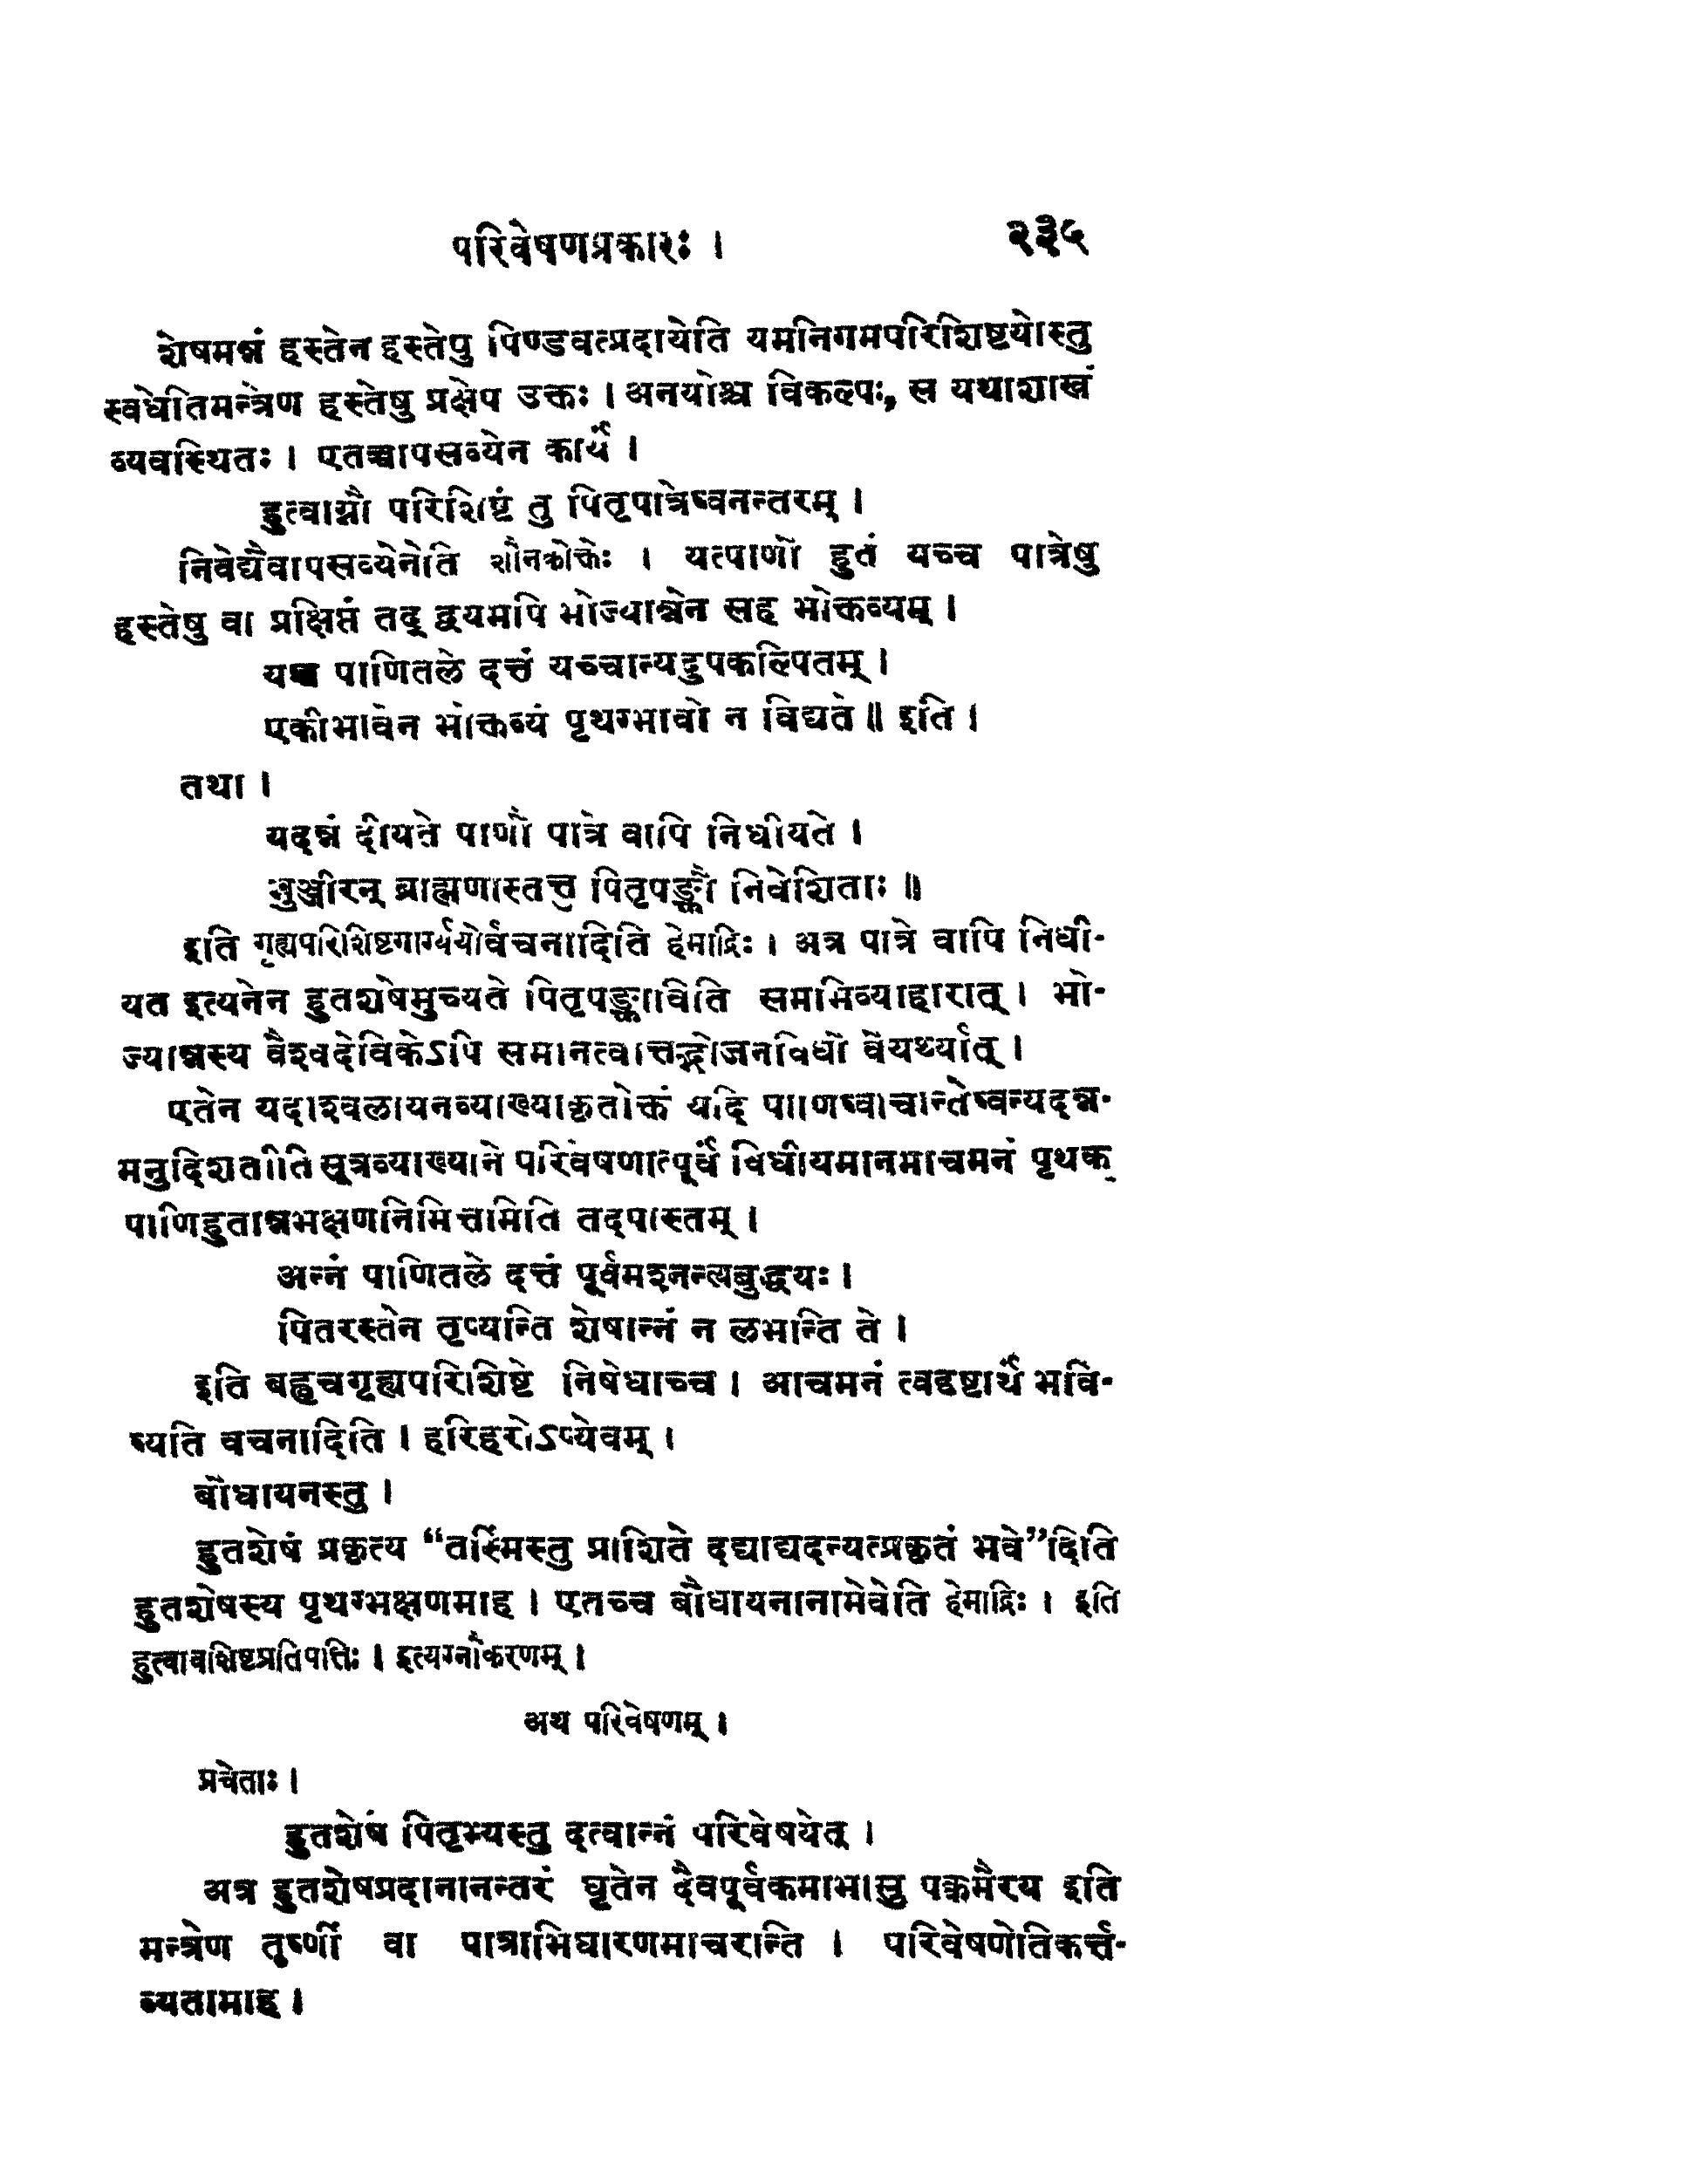 परिवेषणप्रकारः । २३५
शेषमन्नं हस्तेन हस्तेषु पिण्डवत्प्रदायेति यमनिगमपरिशिष्टयोस्तु
स्वधेतिमन्त्रेण हस्तेषु प्रक्षेप उक्तः । अनयोश्च विकल्पः, स यथाशाखं
व्यवस्थितः । एतच्चापसव्येन कार्यं ।
हुत्वाग्नौ परिशिष्टं तु पितृपात्रेष्वनन्तरम् ।
निवेद्यैवापसव्येनेति शौनकोक्तेः । यत्पाणौ हुतं यच्च पात्रेषु
हस्तेषु वा प्रक्षिप्तं तद् द्वयमपि भोज्यान्नेन सह भोक्तव्यम् ।
यच्च पाणितले दत्तं यच्चान्यदुपकल्पितम् ।
एकीभावेन भोक्तव्यं पृथग्भावो न विद्यते ॥ इति ।
तथा ।
यदन्नं दीयते पाणौ पात्रे वापि निधीयते ।
भुञ्जीरन् ब्राह्मणास्तत्तु पितृपङ्क्तौ निवेशिताः ॥
इति गृह्यपरिशिष्टगार्ग्ययोर्वचनादिति हेमाद्रिः । अत्र पात्रे वापि निधी-
यत इत्यनेन हुतशेषमुच्यते पितृपङ्क्ताविति समभिव्याहारात् । भो-
ज्यान्नस्य वैश्वदेविकेऽपि समानत्वात्तद्भोजनविधौ वैयर्थ्यात् ।
एतेन यदाश्वलायनव्याख्याकृतोक्तं यदि पाणिष्वाचान्तेष्वन्यदन्न-
मनुदिशतीति सूत्रव्याख्याने परिवेषणात्पूर्वं विधीयमानमाचमनं पृथक्
पाणिहुतान्नभक्षणनिमित्तमिति तदपास्तम् ।
अन्नं पाणितले दत्तं पूर्वमश्नन्त्यबुद्धयः ।
पितरस्तेन तृप्यन्ति शेषान्नं न लभन्ति ते ।
इति बह्वृचगृह्यपरिशिष्टे निषेधाच्च । आचमनं त्वदृष्टार्थं भवि-
ष्यति वचनादिति । हरिहरोऽप्येवम् ।
बौधायनस्तु ।
हुतशेषं प्रकृत्य “तस्मिंस्तु प्राशिते दद्याद्यदन्यत्प्रकृतं भवे”दिति
हुतशेषस्य पृथग्भक्षणमाह । एतच्च बौधायनानामेवेति हेमाद्रिः । इति
हुत्वावशिष्टप्रतिपत्तिः । इत्यग्नौकरणम् ।
अथ परिवेषणम् ।
प्रचेताः ।
हुतशेषं पितृभ्यस्तु दत्वान्नं परिवेषयेत् ।
अत्र हुतशेषप्रदानानन्तरं घृतेन दैवपूर्वकमाभासु पक्वमैरय इति
मन्त्रेण तूष्णीं वा पात्राभिघारणमाचरन्ति । परिवेषणेतिकर्त्त-
व्यतामाह ।